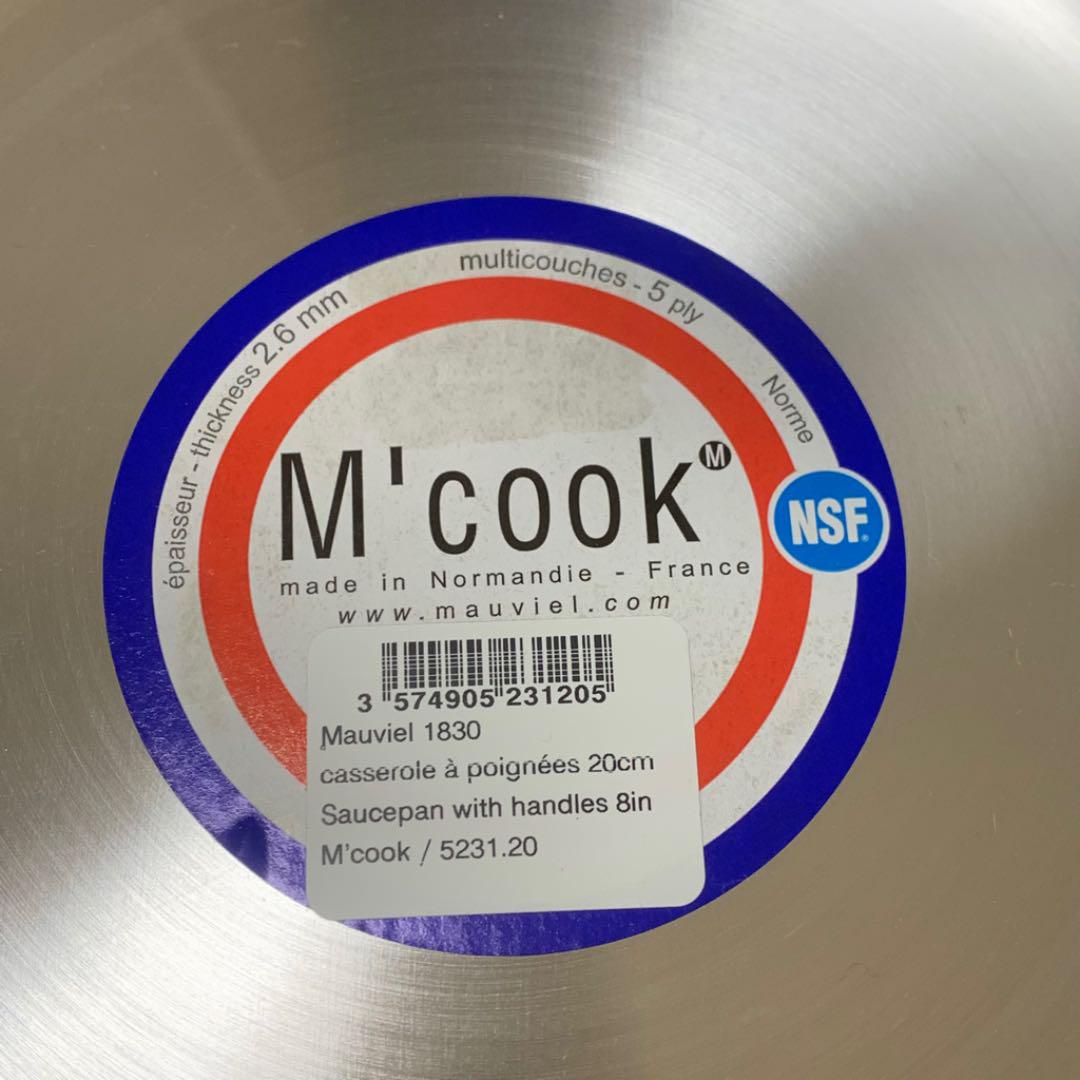 épaisseur - thickness 2.6 mm
multicouches - 5 ply
Norme
NSF®
M'cook M
made in Normandie - France
www.mauviel.com
3 574905 231205
Mauviel 1830
casserole à poignées 20cm
Saucepan with handles 8in
M'cook / 5231.20